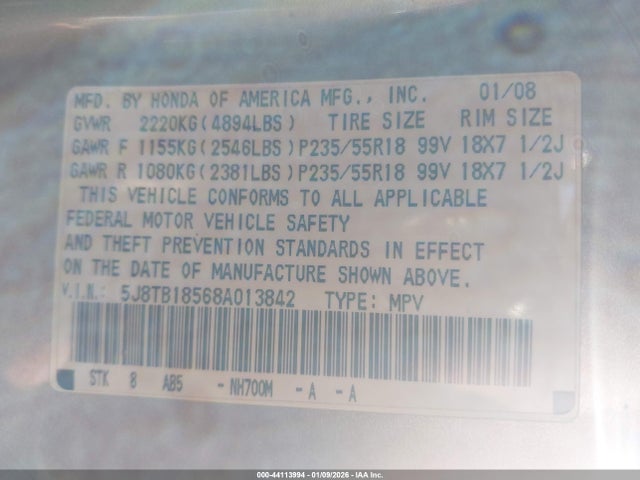 MFD. BY HONDA OF AMERICA MFG., INC. 01/08
GVWR 2220KG(4894LBS) TIRE SIZE RIM SIZE
GAWR F 1155KG(2546LBS)P235/55R18 99V 18X7 1/2J
GAWR R 1080KG(2381LBS)P235/55R18 99V 18X7 1/2J
THIS VEHICLE CONFORMS TO ALL APPLICABLE
FEDERAL MOTOR VEHICLE SAFETY
AND THEFT PREVENTION STANDARDS IN EFFECT
ON THE DATE OF MANUFACTURE SHOWN ABOVE.
V.I.N.: 5J8TB18568A013842 TYPE: MPV
STK 8 AB5 - NH700M - A - A
000-44113994 | 01/09/2026 | IAA Inc.